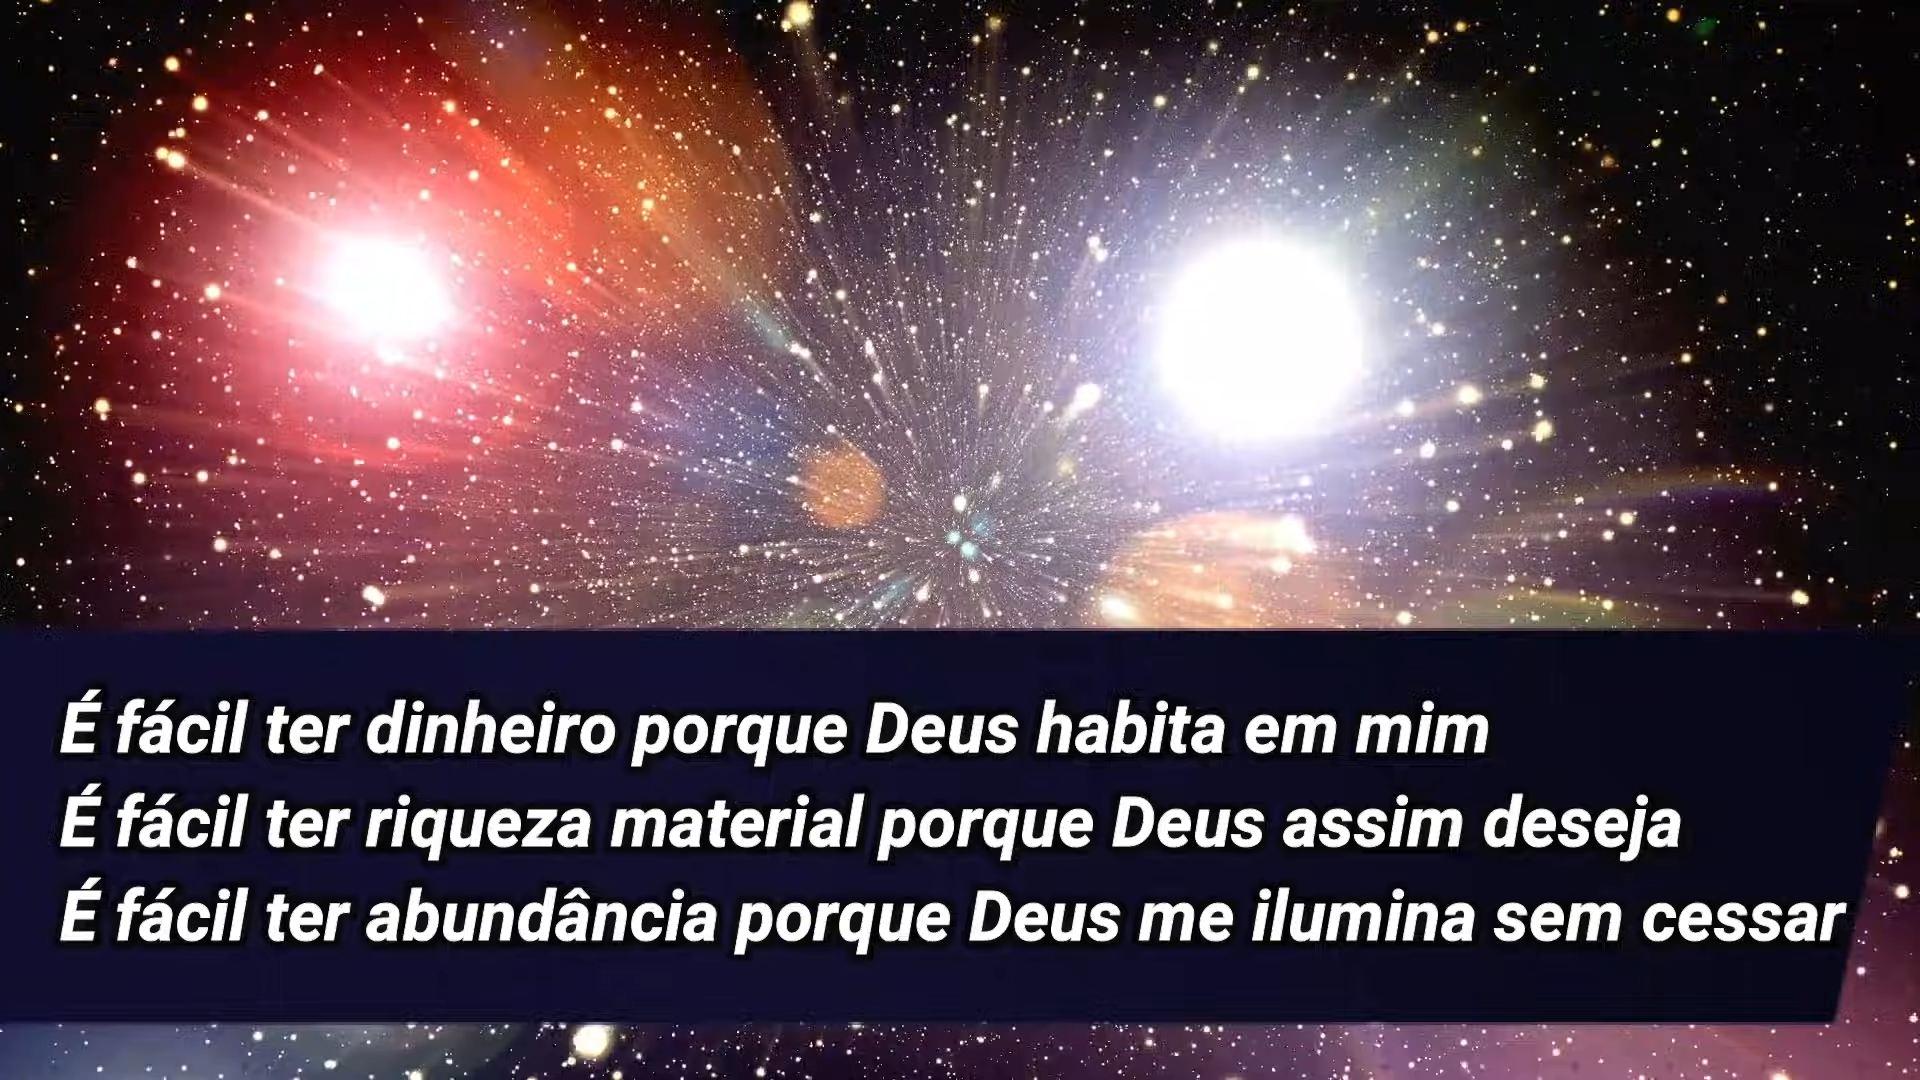 É fácil ter dinheiro porque Deus habita em mim
É fácil ter riqueza material porque Deus assim deseja
É fácil ter abundância porque Deus me ilumina sem cessar